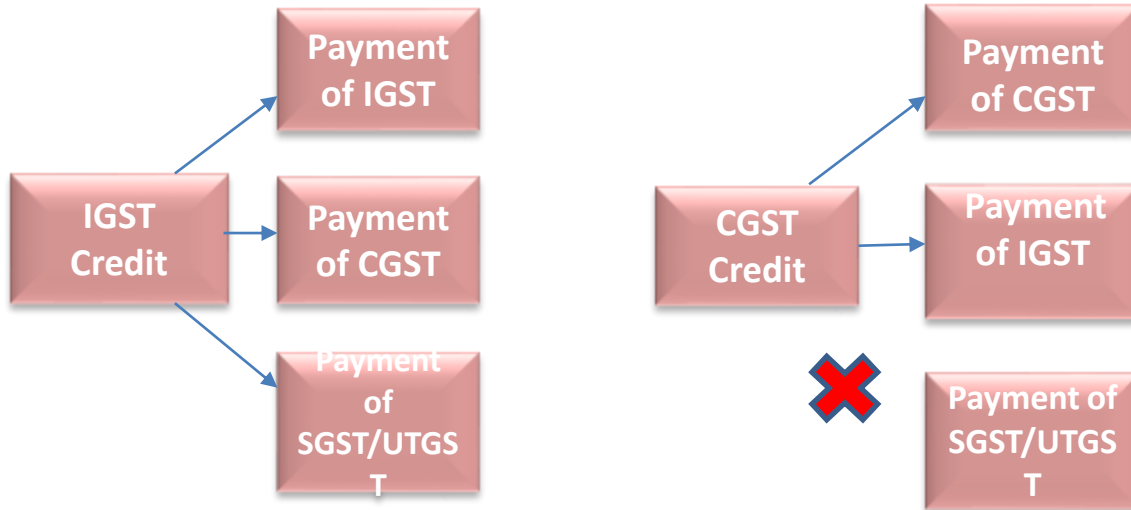 Payment
of IGST
IGST
Credit
Payment
of CGST
Payment
of
SGST/UTGS
T
Payment
of CGST
CGST
Credit
Payment
of IGST
Payment of
SGST/UTGS
T